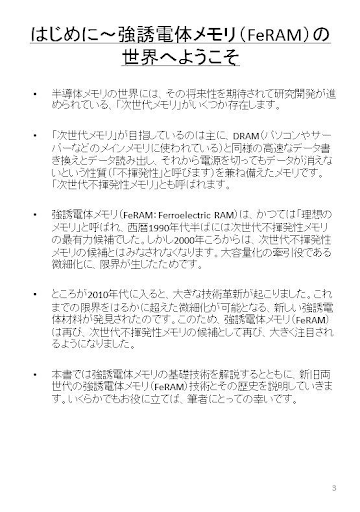 はじめに～強誘電体メモリ（FeRAM）の
世界へようこそ
• 半導体メモリの世界には、その将来性を期待されて研究開発が進
められている、「次世代メモリ」がいくつか存在します。
• 「次世代メモリ」が目指しているのは主に、DRAM（パソコンやサー
バーなどのメインメモリに使われている）と同様の高速なデータ書
き換えとデータ読み出し、それから電源を切ってもデータが消えな
いという性質（「不揮発性」と呼びます）を兼ね備えたメモリです。
「次世代不揮発性メモリ」とも呼ばれます。
• 強誘電体メモリ（FeRAM：Ferroelectric RAM）は、かつては「理想の
メモリ」と呼ばれ、西暦1990年代半ばには次世代不揮発性メモリ
の最有力候補でした。しかし2000年ころからは、次世代不揮発性
メモリの候補とはみなされなくなります。大容量化の牽引役である
微細化に、限界が生じたためです。
• ところが2010年代に入ると、大きな技術革新が起こりました。これ
までの限界をはるかに超えた微細化が可能となる、新しい強誘電
体材料が発見されたのです。このため、強誘電体メモリ（FeRAM）
は再び、次世代不揮発性メモリの候補として再び、大きく注目され
るようになりました。
• 本書では強誘電体メモリの基礎技術を解説するとともに、新旧両
世代の強誘電体メモリ（FeRAM）技術とその歴史を説明していきま
す。いくらかでもお役に立てば、筆者にとっての幸いです。
3